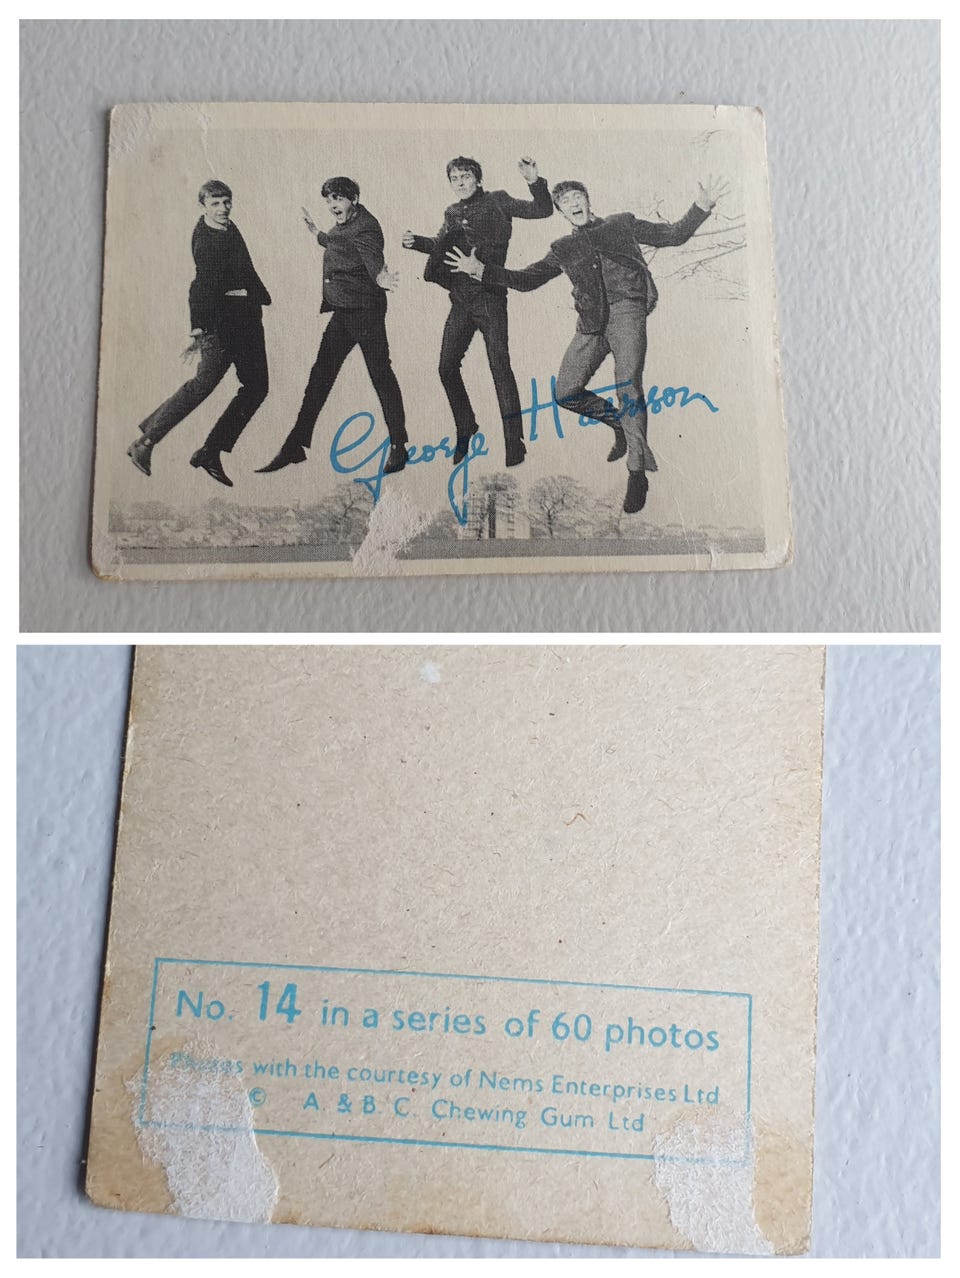 George Harrison
No. 14 in a series of 60 photos
Photos with the courtesy of Nems Enterprises Ltd
© A. & B. C. Chewing Gum Ltd